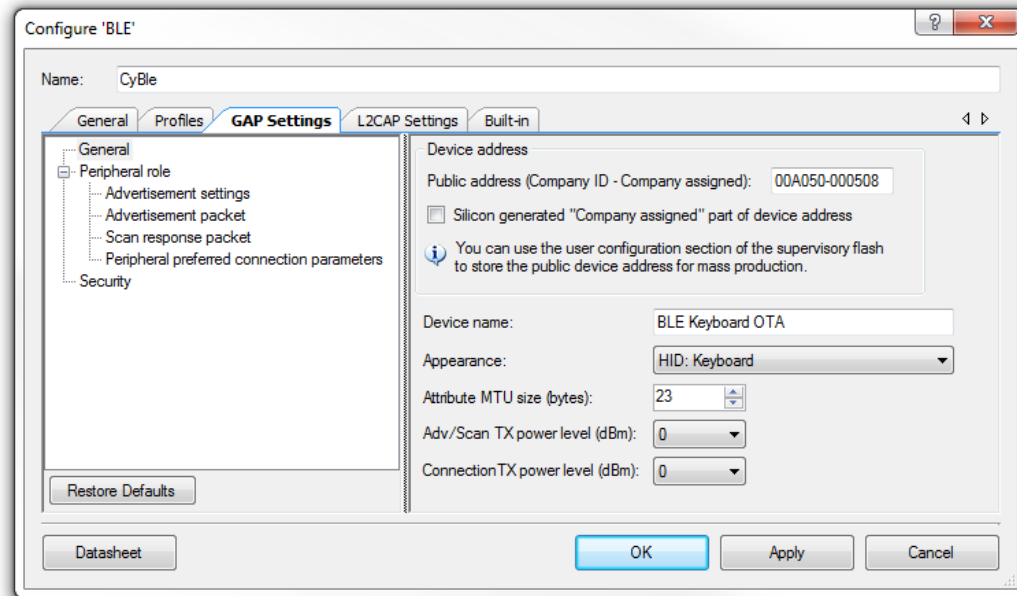 Configure 'BLE'
Name: CyBle
General Profiles GAP Settings L2CAP Settings Built-in
General
Peripheral role
Advertisement settings
Advertisement packet
Scan response packet
Peripheral preferred connection parameters
Security
Restore Defaults
Device address
Public address (Company ID - Company assigned): 00A050-000508
Silicon generated "Company assigned" part of device address
You can use the user configuration section of the supervisory flash
to store the public device address for mass production.
Device name: BLE Keyboard OTA
Appearance: HID: Keyboard
Attribute MTU size (bytes): 23
Adv/Scan TX power level (dBm): 0
ConnectionTX power level (dBm): 0
Datasheet OK Apply Cancel